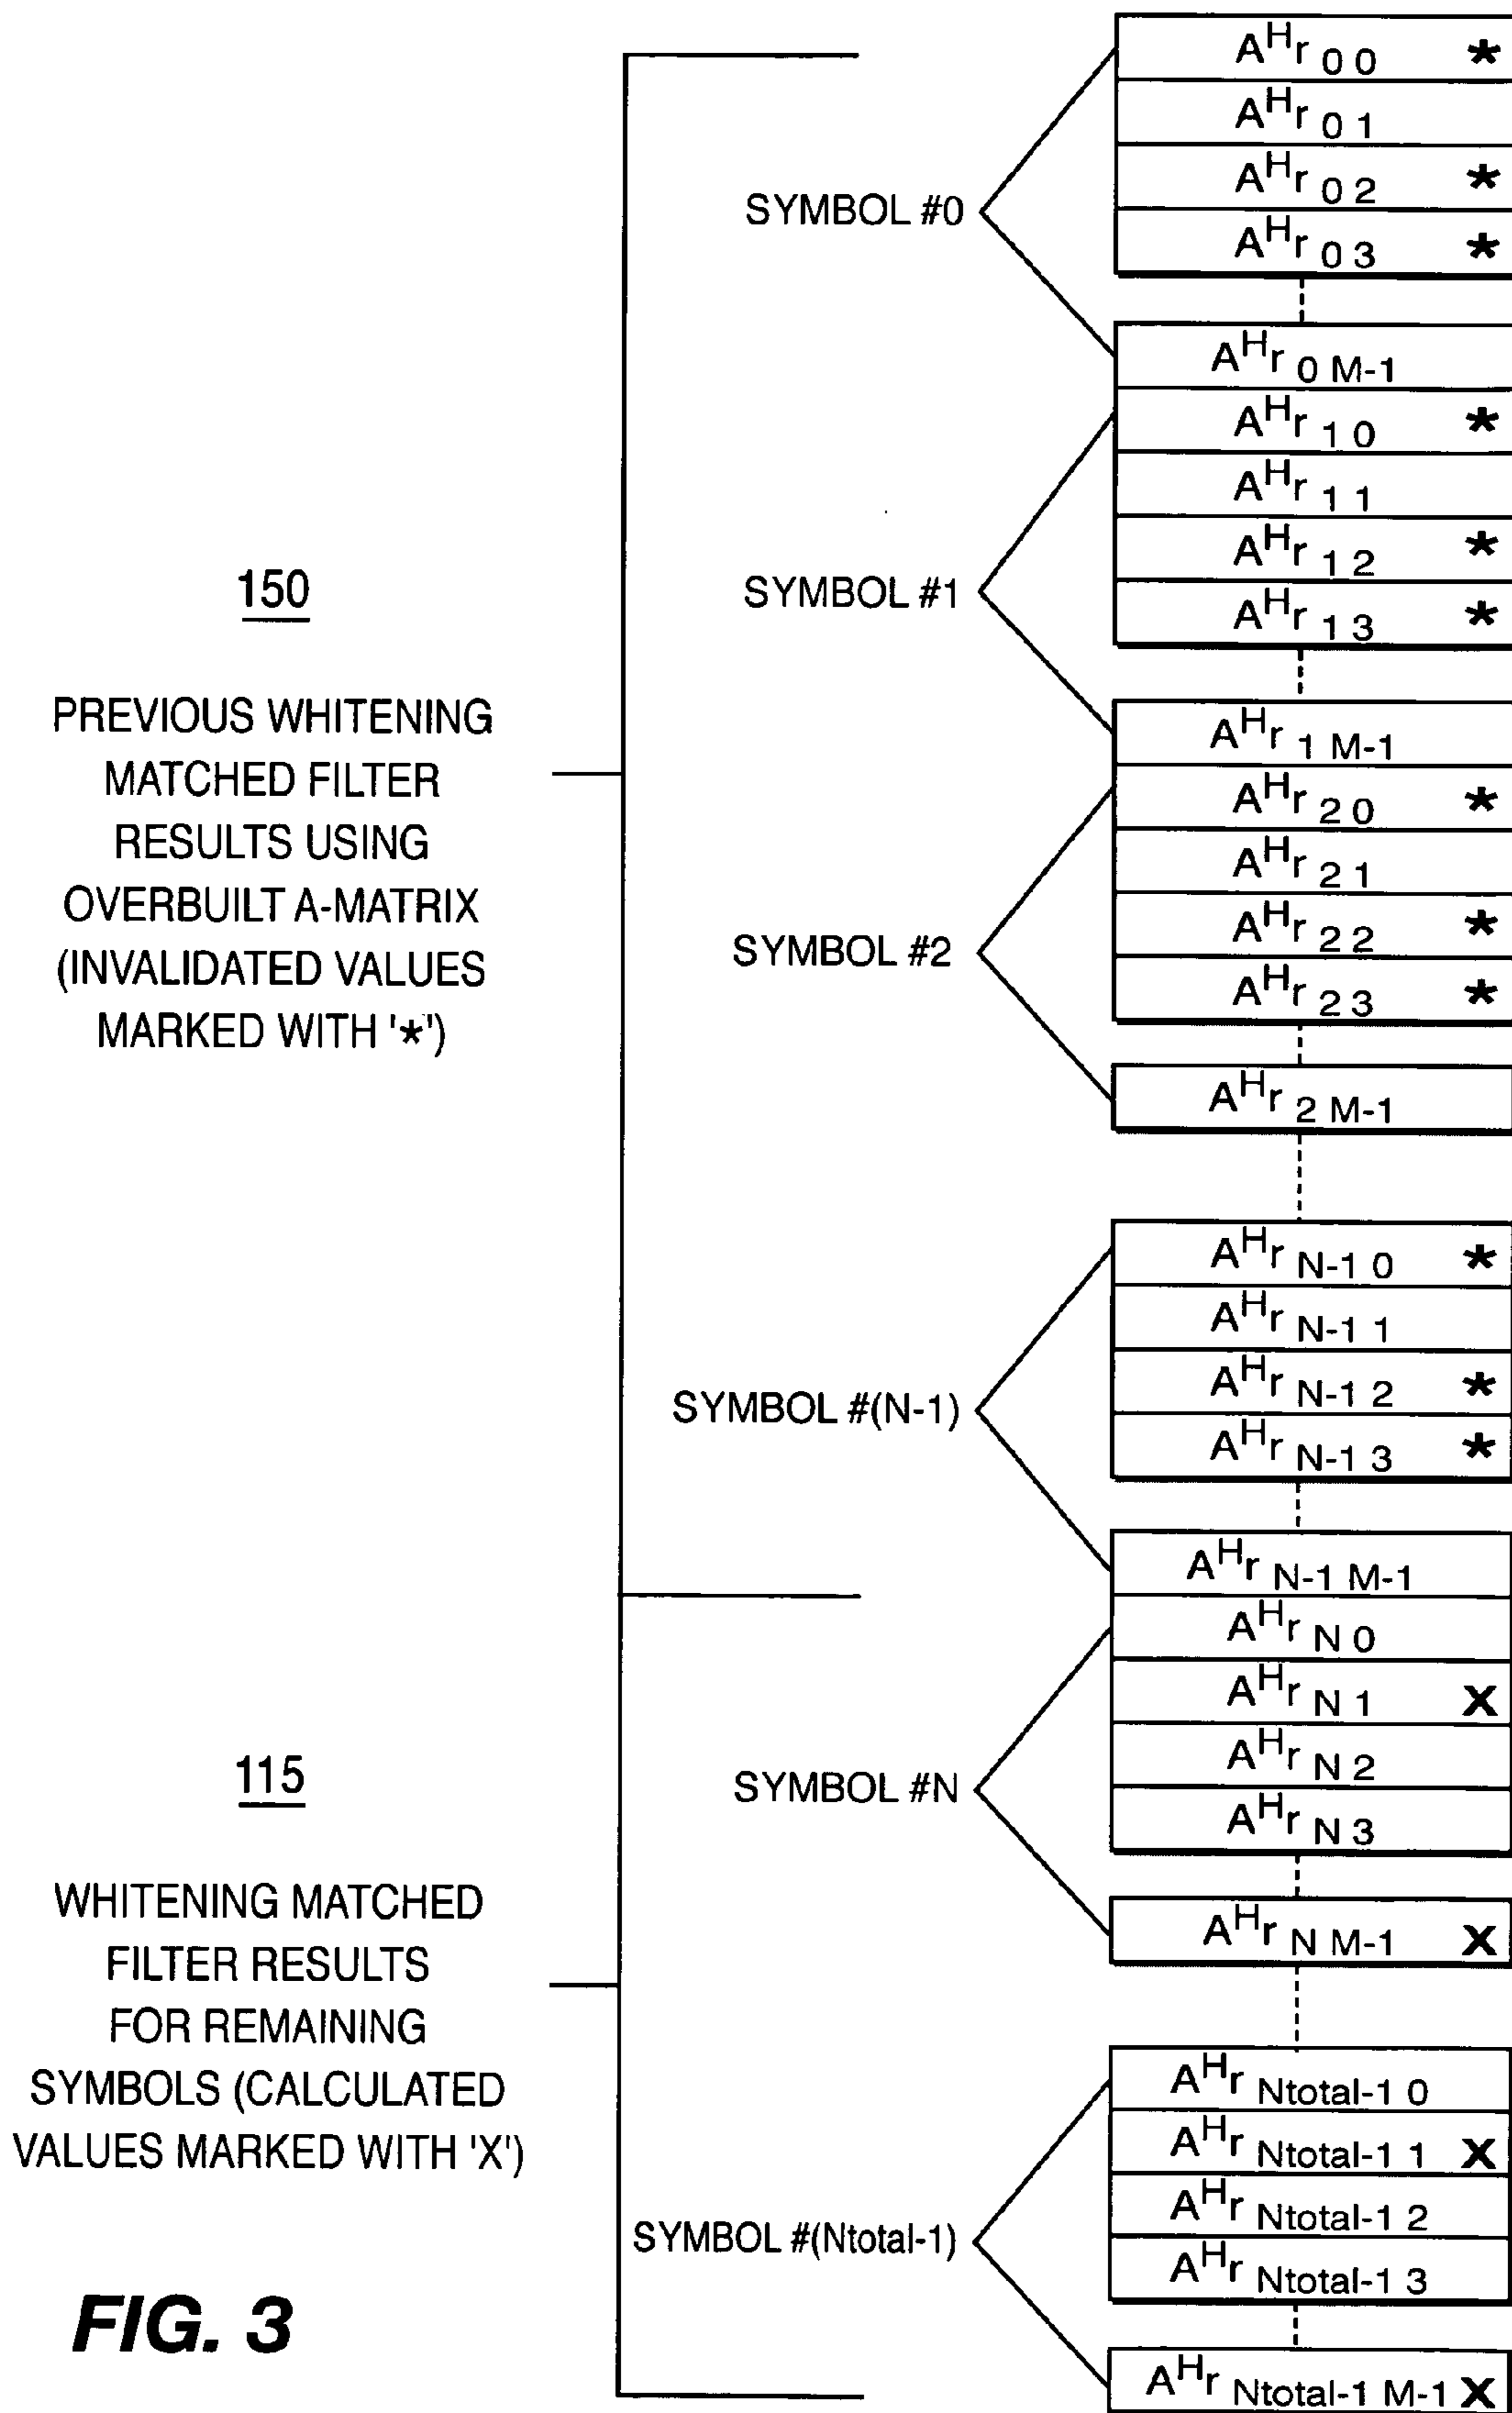 150
PREVIOUS WHITENING
MATCHED FILTER
RESULTS USING
OVERBUILT A-MATRIX
(INVALIDATED VALUES
MARKED WITH '*')
SYMBOL #0
A^H r 0 0 *
A^H r 0 1
A^H r 0 2 *
A^H r 0 3 *
A^H r 0 M-1
SYMBOL #1
A^H r 1 0 *
A^H r 1 1
A^H r 1 2 *
A^H r 1 3 *
A^H r 1 M-1
SYMBOL #2
A^H r 2 0 *
A^H r 2 1
A^H r 2 2 *
A^H r 2 3 *
A^H r 2 M-1
SYMBOL #(N-1)
A^H r N-1 0 *
A^H r N-1 1
A^H r N-1 2 *
A^H r N-1 3 *
A^H r N-1 M-1
115
WHITENING MATCHED
FILTER RESULTS
FOR REMAINING
SYMBOLS (CALCULATED
VALUES MARKED WITH 'X')
SYMBOL #N
A^H r N 0
A^H r N 1 X
A^H r N 2
A^H r N 3
A^H r N M-1 X
SYMBOL #(Ntotal-1)
A^H r Ntotal-1 0
A^H r Ntotal-1 1 X
A^H r Ntotal-1 2
A^H r Ntotal-1 3
A^H r Ntotal-1 M-1 X
FIG. 3